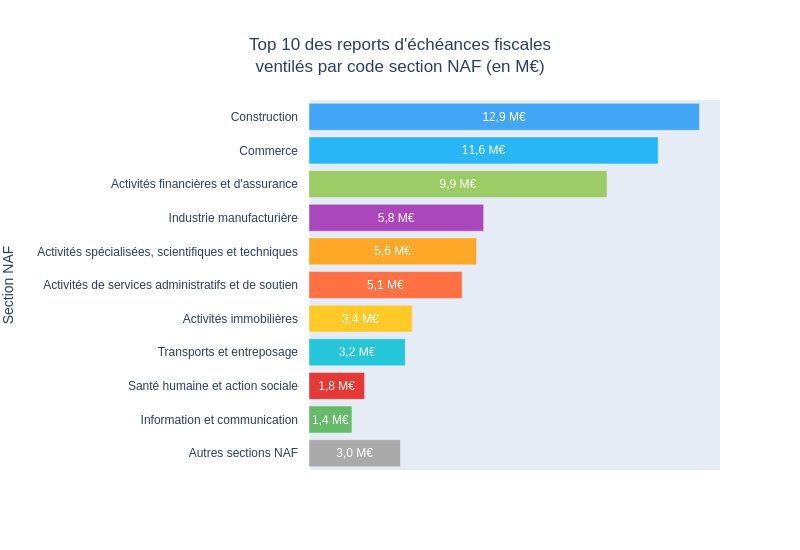 Top 10 des reports d'échéances fiscales
ventilés par code section NAF (en M€)
Section NAF
Construction 12,9 M€
Commerce 11,6 M€
Activités financières et d'assurance 9,9 M€
Industrie manufacturière 5,8 M€
Activités spécialisées, scientifiques et techniques 5,6 M€
Activités de services administratifs et de soutien 5,1 M€
Activités immobilières 3,4 M€
Transports et entreposage 3,2 M€
Santé humaine et action sociale 1,8 M€
Information et communication 1,4 M€
Autres sections NAF 3,0 M€